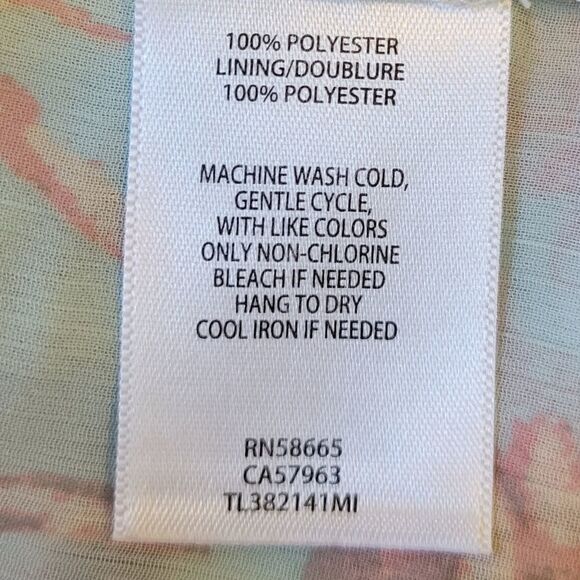 100% POLYESTER
LINING/DOUBLURE
100% POLYESTER
MACHINE WASH COLD,
GENTLE CYCLE,
WITH LIKE COLORS
ONLY NON-CHLORINE
BLEACH IF NEEDED
HANG TO DRY
COOL IRON IF NEEDED
RN58665
CA57963
TL382141MI